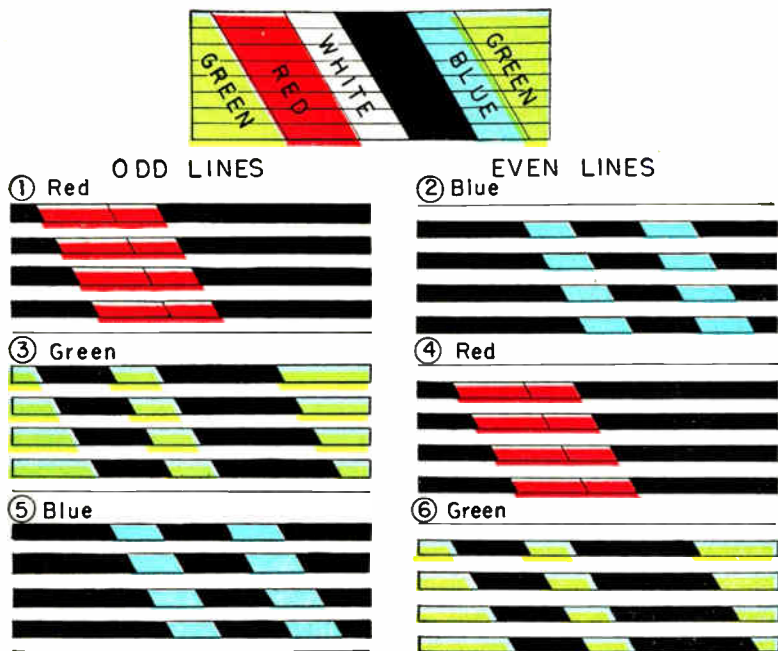 GREEN
RED
WHITE
BLUE
GREEN
ODD LINES
EVEN LINES
① Red
② Blue
③ Green
④ Red
⑤ Blue
⑥ Green